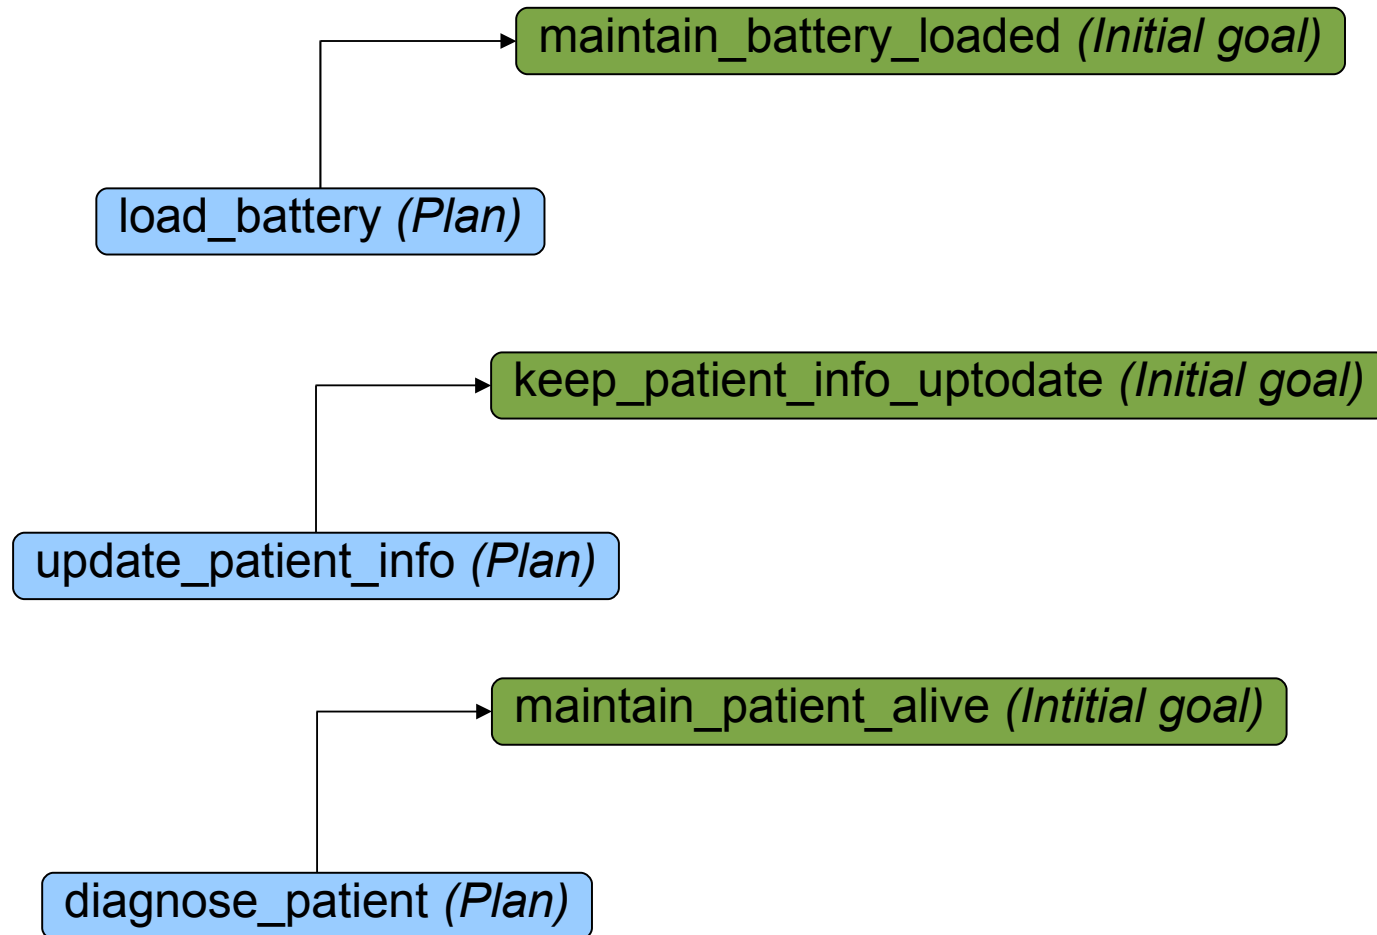 maintain_battery_loaded (Initial goal)
load_battery (Plan)
keep_patient_info_uptodate (Initial goal)
update_patient_info (Plan)
maintain_patient_alive (Intitial goal)
diagnose_patient (Plan)